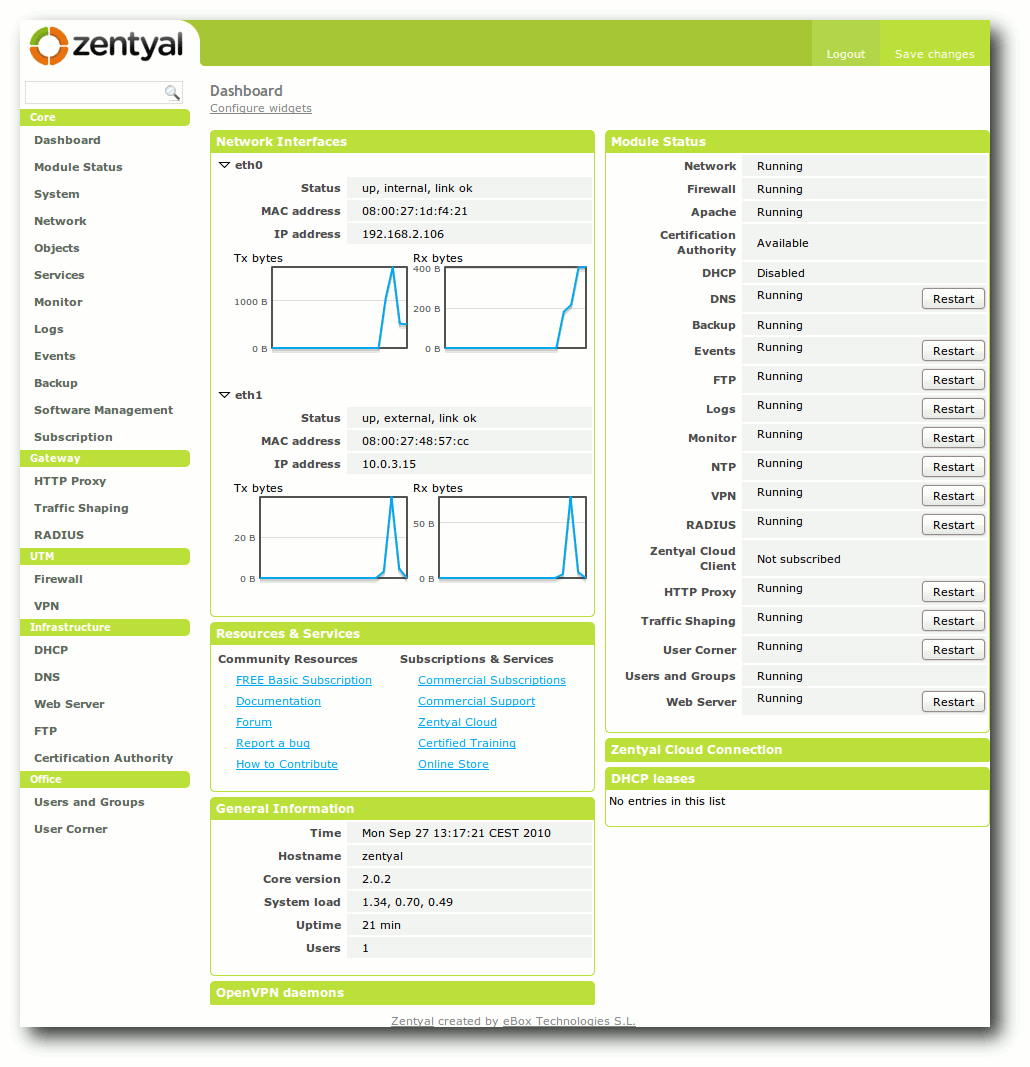 zentyal
Logout
Save changes
Core
Dashboard
Module Status
System
Network
Objects
Services
Monitor
Logs
Events
Backup
Software Management
Subscription
Gateway
HTTP Proxy
Traffic Shaping
RADIUS
UTM
Firewall
VPN
Infrastructure
DHCP
DNS
Web Server
FTP
Certification Authority
Office
Users and Groups
User Corner
Dashboard
Configure widgets
Network Interfaces
eth0
Status up, internal, link ok
MAC address 08:00:27:1d:f4:21
IP address 192.168.2.106
Tx bytes
1000 B
0 B
Rx bytes
400 B
200 B
0 B
eth1
Status up, external, link ok
MAC address 08:00:27:48:57:cc
IP address 10.0.3.15
Tx bytes
20 B
0 B
Rx bytes
50 B
0 B
Resources & Services
Community Resources
FREE Basic Subscription
Documentation
Forum
Report a bug
How to Contribute
Subscriptions & Services
Commercial Subscriptions
Commercial Support
Zentyal Cloud
Certified Training
Online Store
General Information
Time Mon Sep 27 13:17:21 CEST 2010
Hostname zentyal
Core version 2.0.2
System load 1.34, 0.70, 0.49
Uptime 21 min
Users 1
OpenVPN daemons
Module Status
Network Running
Firewall Running
Apache Running
Certification
Authority Available
DHCP Disabled
DNS Running Restart
Backup Running
Events Running Restart
FTP Running Restart
Logs Running Restart
Monitor Running Restart
NTP Running Restart
VPN Running Restart
RADIUS Running Restart
Zentyal Cloud
Client Not subscribed
HTTP Proxy Running Restart
Traffic Shaping Running Restart
User Corner Running Restart
Users and Groups Running
Web Server Running Restart
Zentyal Cloud Connection
DHCP leases
No entries in this list
Zentyal created by eBox Technologies S.L.